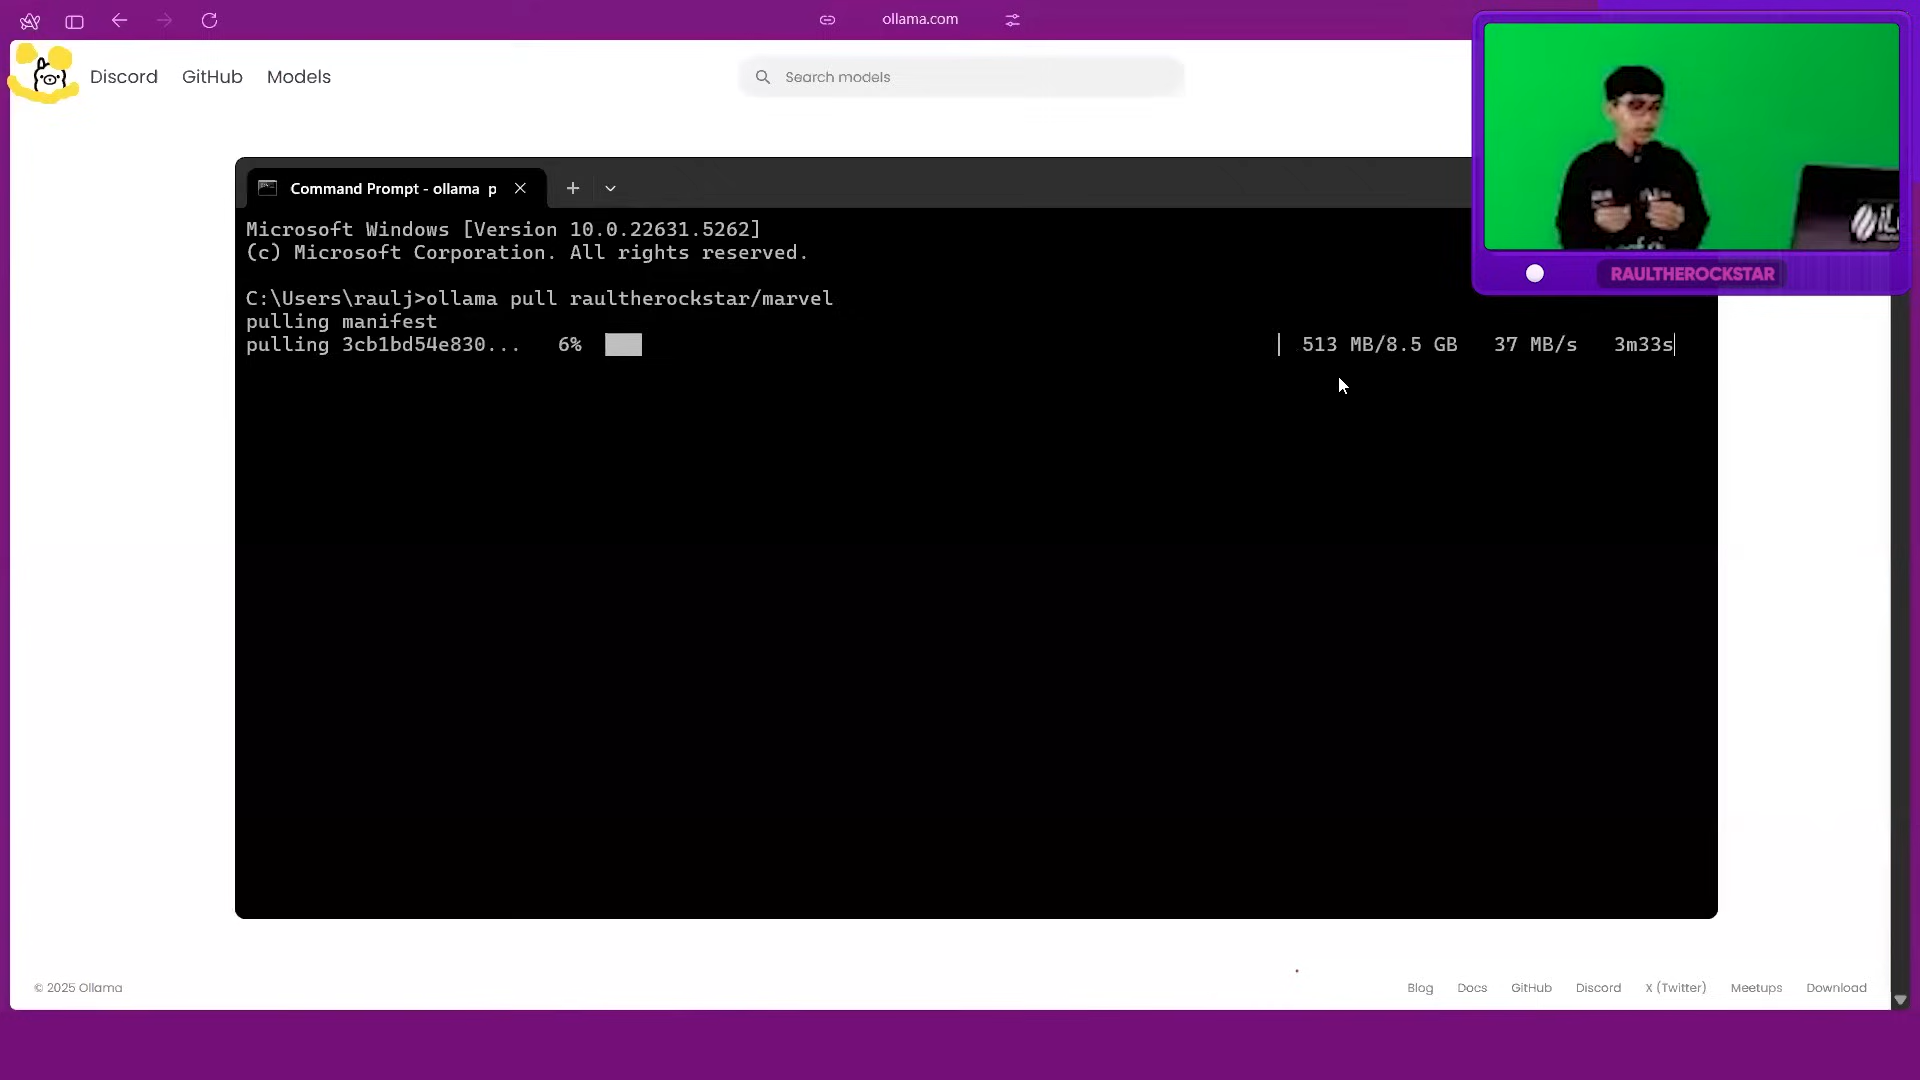 ollama.com
Discord GitHub Models
Search models
Command Prompt - ollama p
Microsoft Windows [Version 10.0.22631.5262]
(c) Microsoft Corporation. All rights reserved.
C:\Users\raulj>ollama pull raultherockstar/marvel
pulling manifest
pulling 3cb1bd54e830... 6% 513 MB/8.5 GB 37 MB/s 3m33s
RAULTHEROCKSTAR
© 2025 Ollama
Blog Docs GitHub Discord X (Twitter) Meetups Download